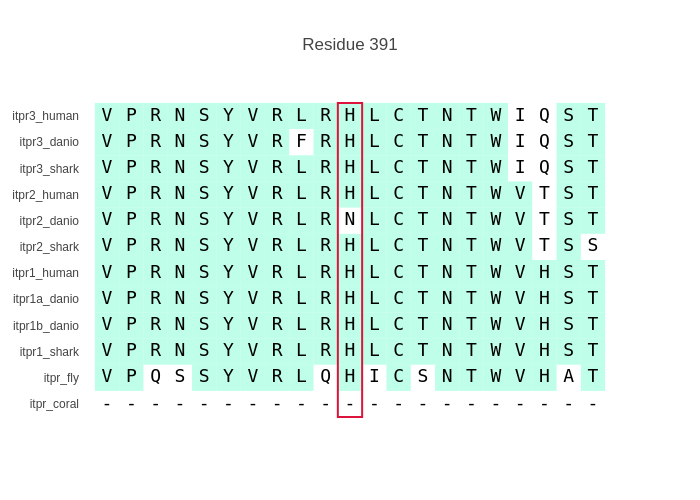 Residue 391
itpr3_human V P R N S Y V R L R H L C T N T W I Q S T
itpr3_danio V P R N S Y V R F R H L C T N T W I Q S T
itpr3_shark V P R N S Y V R L R H L C T N T W I Q S T
itpr2_human V P R N S Y V R L R H L C T N T W V T S T
itpr2_danio V P R N S Y V R L R N L C T N T W V T S T
itpr2_shark V P R N S Y V R L R H L C T N T W V T S S
itpr1_human V P R N S Y V R L R H L C T N T W V H S T
itpr1a_danio V P R N S Y V R L R H L C T N T W V H S T
itpr1b_danio V P R N S Y V R L R H L C T N T W V H S T
itpr1_shark V P R N S Y V R L R H L C T N T W V H S T
itpr_fly V P Q S S Y V R L Q H I C S N T W V H A T
itpr_coral - - - - - - - - - - - - - - - - - - - - -